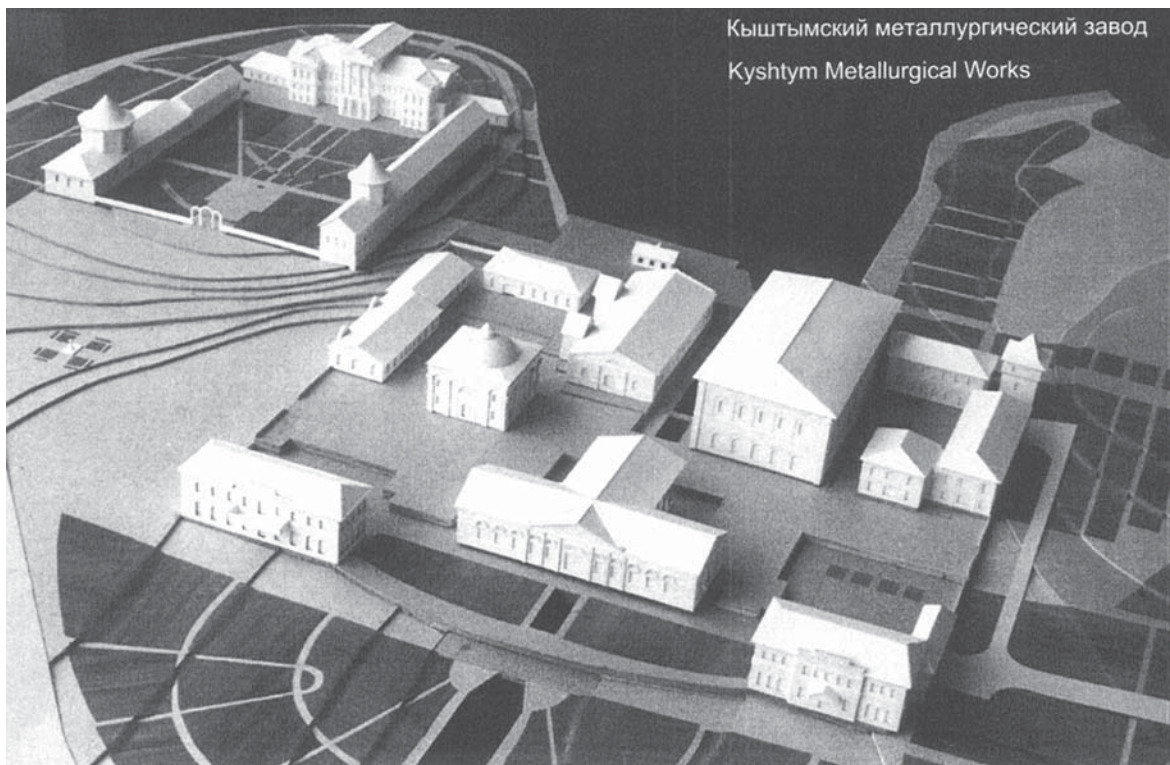 Кыштымский металлургический завод
Kyshtym Metallurgical Works